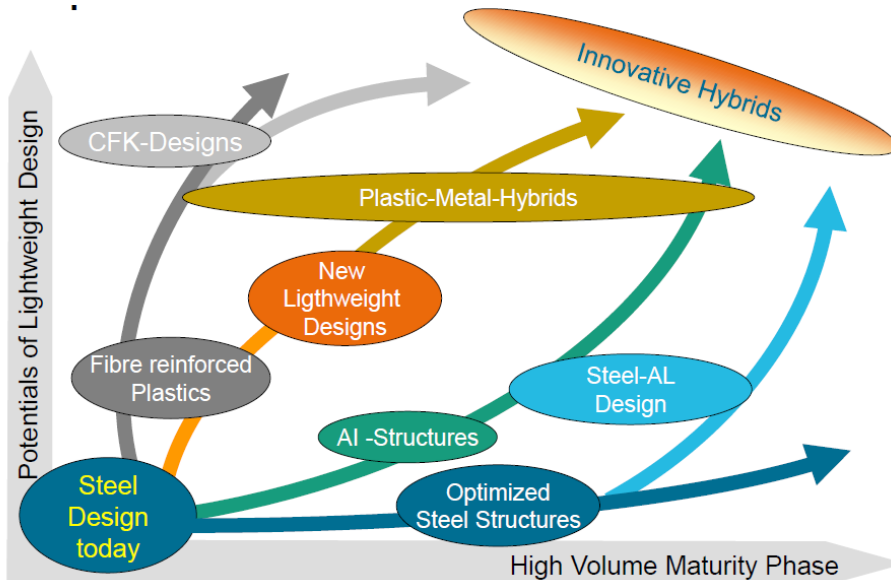 Innovative Hybrids
CFK-Designs
Plastic-Metal-Hybrids
New
Ligthweight
Designs
Fibre reinforced
Plastics
Steel-AL
Design
Al -Structures
Optimized
Steel Structures
Steel
Design
today
Potentials of Lightweight Design
High Volume Maturity Phase